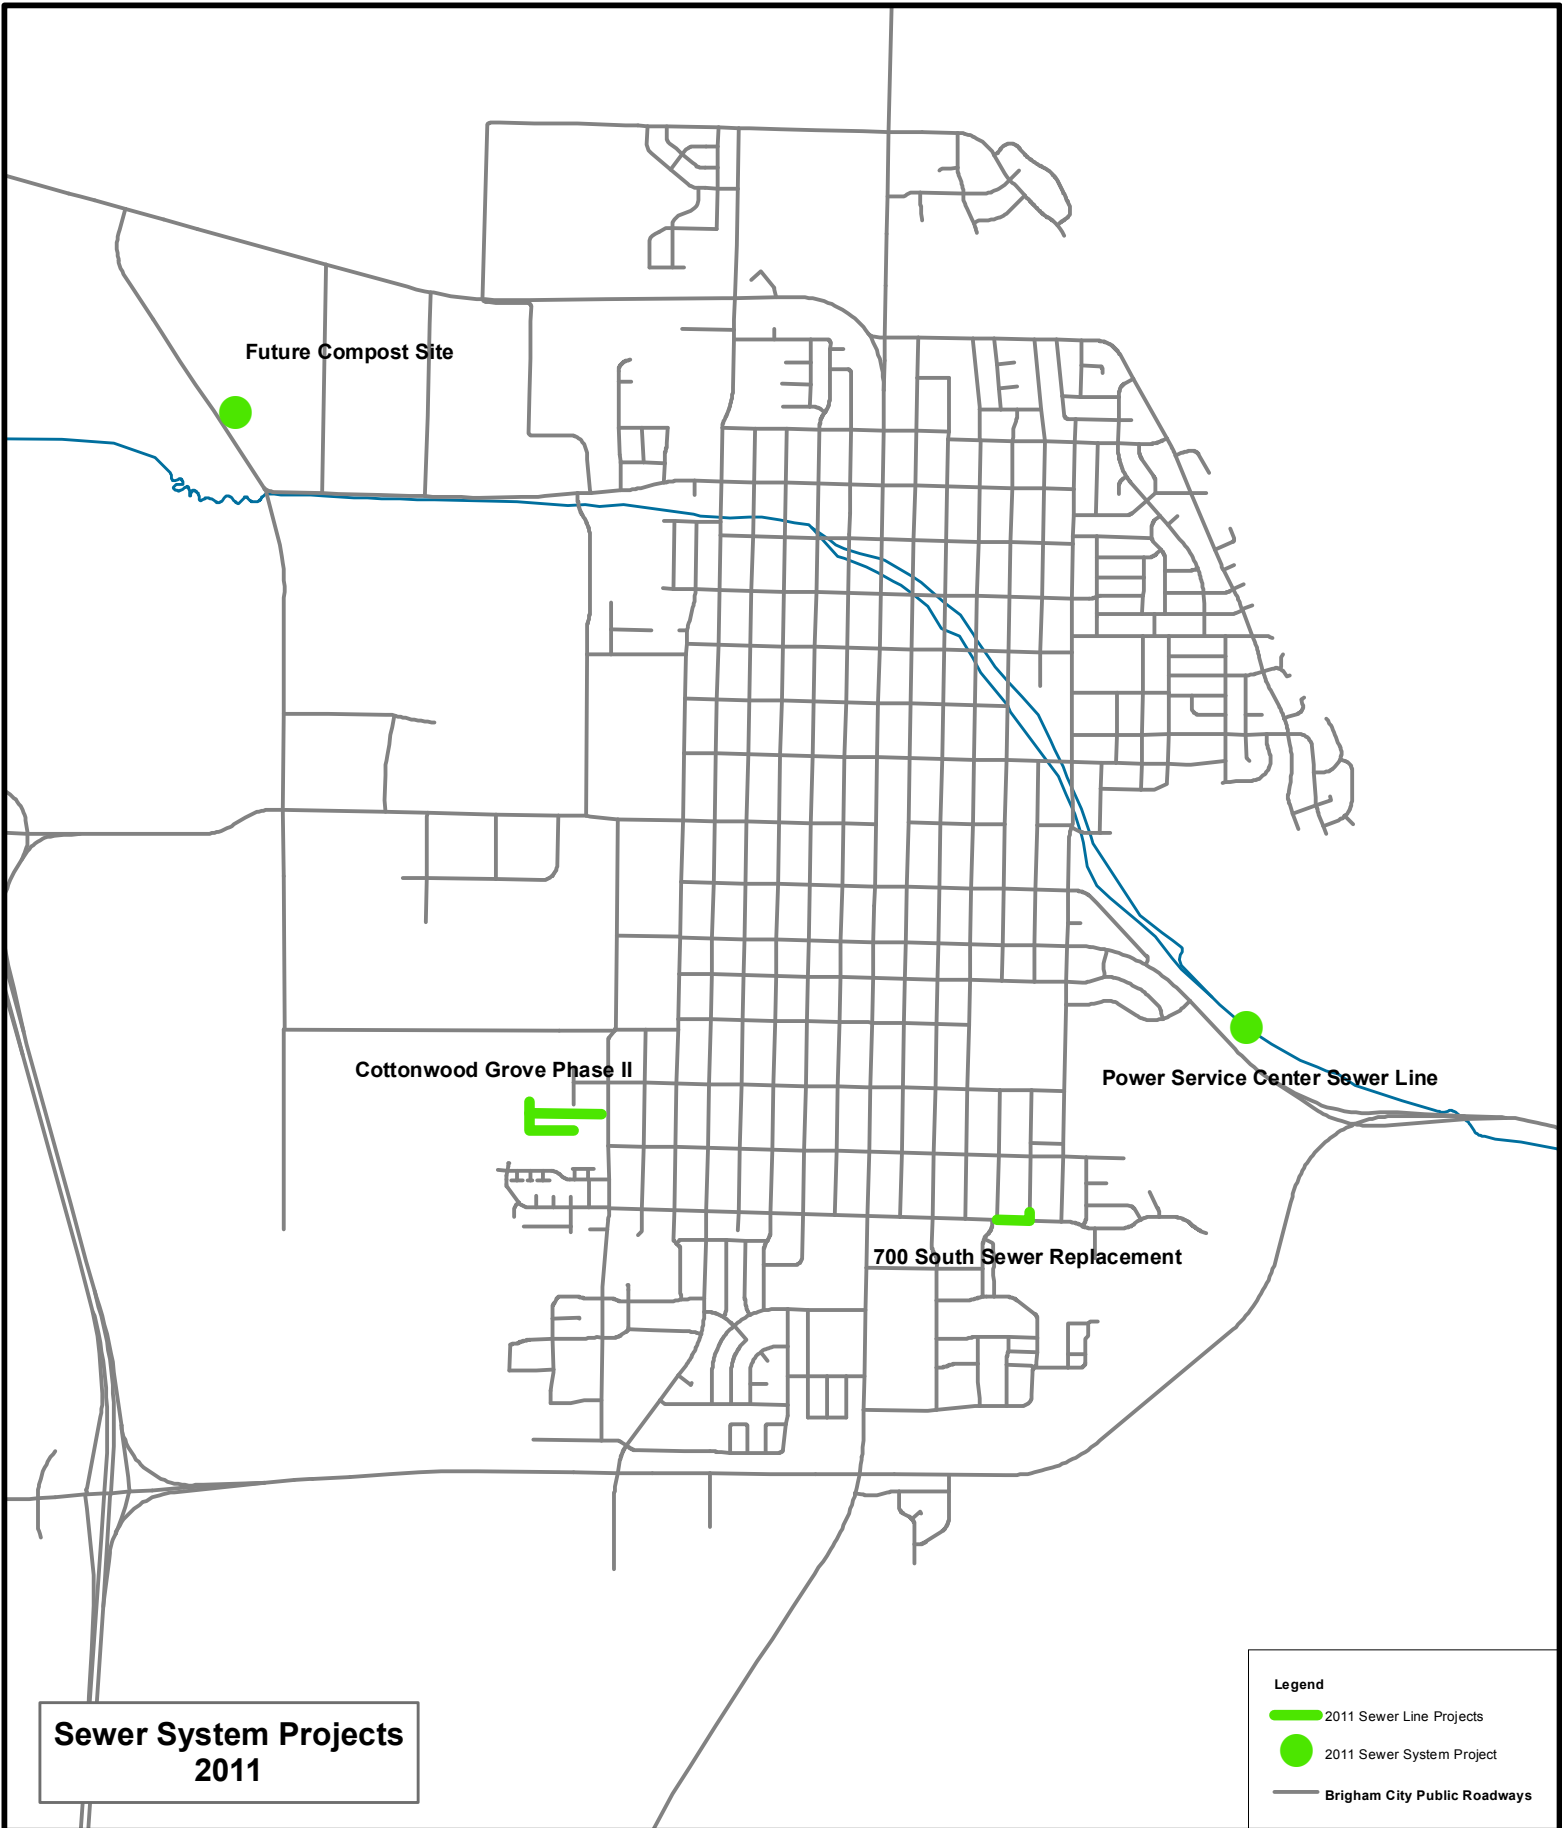 Future Compost Site
Cottonwood Grove Phase II
Power Service Center Sewer Line
700 South Sewer Replacement
Sewer System Projects
2011
Legend
2011 Sewer Line Projects
2011 Sewer System Project
Brigham City Public Roadways